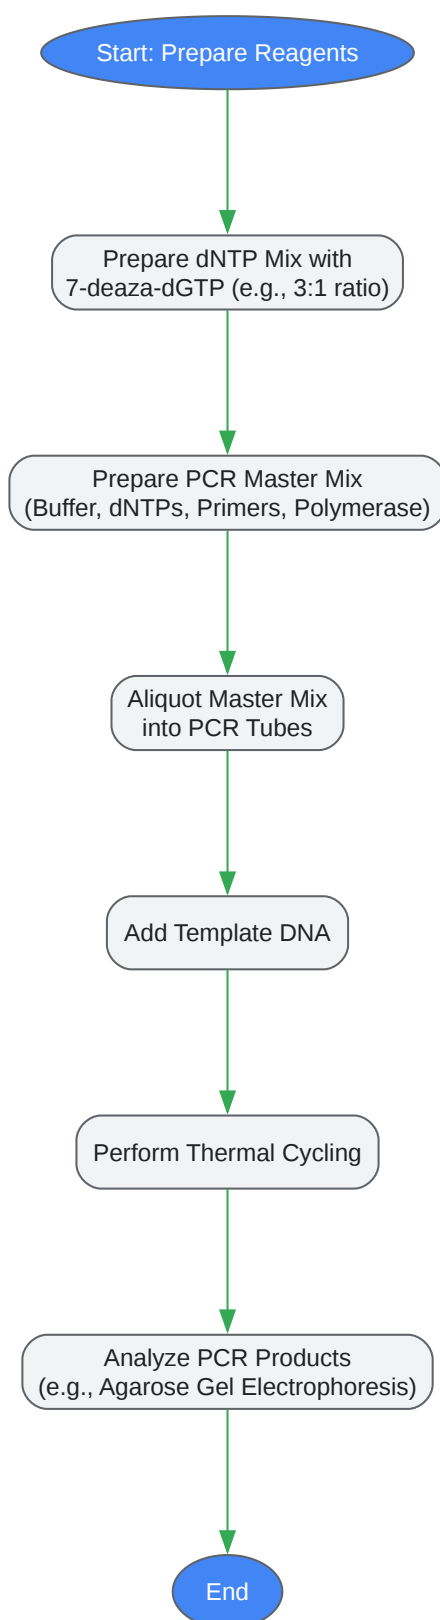 Start: Prepare Reagents
Prepare dNTP Mix with
7-deaza-dGTP (e.g., 3:1 ratio)
Prepare PCR Master Mix
(Buffer, dNTPs, Primers, Polymerase)
Aliquot Master Mix
into PCR Tubes
Add Template DNA
Perform Thermal Cycling
Analyze PCR Products
(e.g., Agarose Gel Electrophoresis)
End